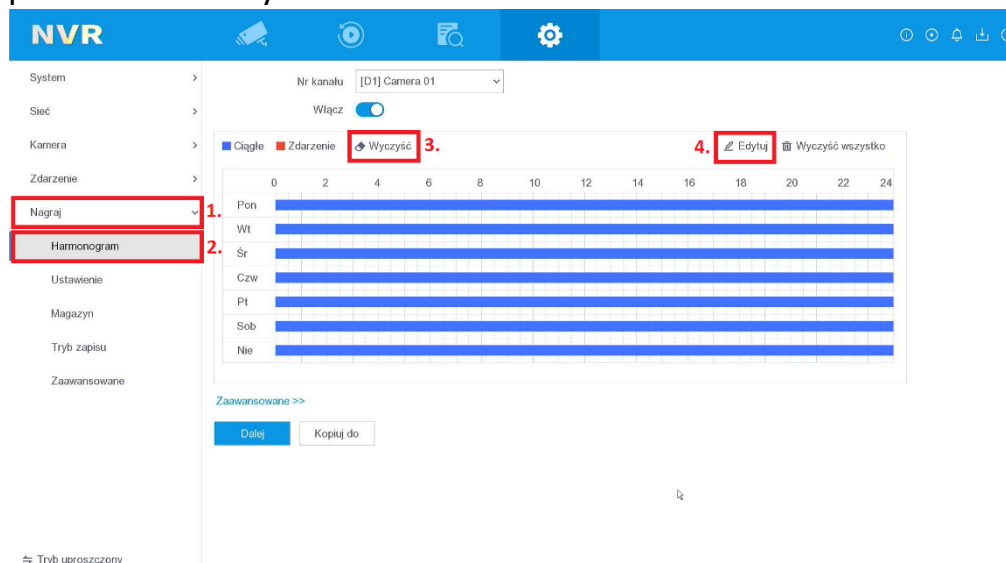 NVR
System
Nr kanału [D1] Camera 01
Sieć
Włącz
Kamera
Ciągłe Zdarzenie Wyczyść 3. 4. Edytuj Wyczyść wszystko
Zdarzenie
0 2 4 6 8 10 12 14 16 18 20 22 24
Nagraj 1.
Pon
Wt
Harmonogram 2.
Śr
Ustawienie
Czw
Pt
Magazyn
Sob
Tryb zapisu
Nie
Zaawansowane
Zaawansowane >>
Dalej Kopiuj do
Tryb uproszczony